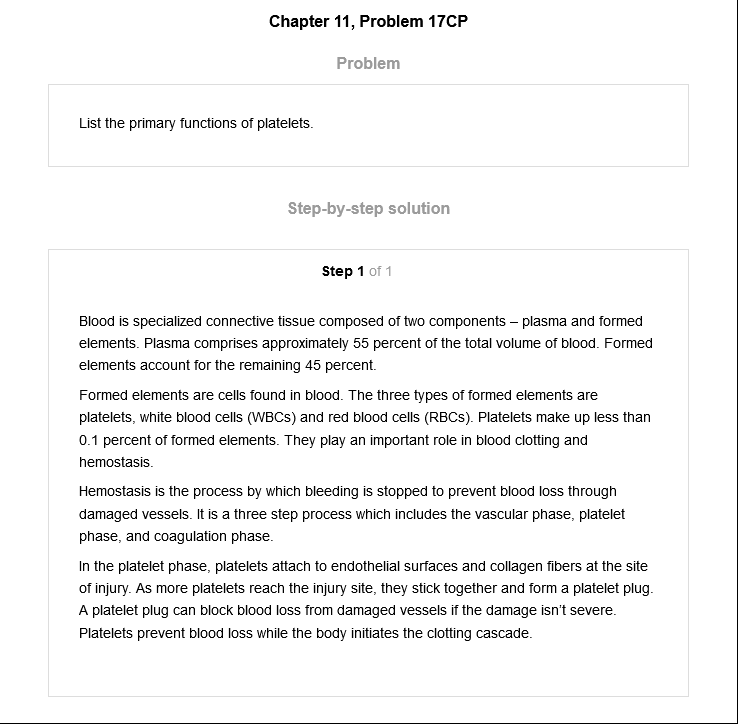 Chapter 11, Problem 17CP
Problem
List the primary functions of platelets.
Step-by-step solution
Step 1 of 1
Blood is specialized connective tissue composed of two components – plasma and formed
elements. Plasma comprises approximately 55 percent of the total volume of blood. Formed
elements account for the remaining 45 percent.
Formed elements are cells found in blood. The three types of formed elements are
platelets, white blood cells (WBCs) and red blood cells (RBCs). Platelets make up less than
0.1 percent of formed elements. They play an important role in blood clotting and
hemostasis.
Hemostasis is the process by which bleeding is stopped to prevent blood loss through
damaged vessels. It is a three step process which includes the vascular phase, platelet
phase, and coagulation phase.
In the platelet phase, platelets attach to endothelial surfaces and collagen fibers at the site
of injury. As more platelets reach the injury site, they stick together and form a platelet plug.
A platelet plug can block blood loss from damaged vessels if the damage isn’t severe.
Platelets prevent blood loss while the body initiates the clotting cascade.